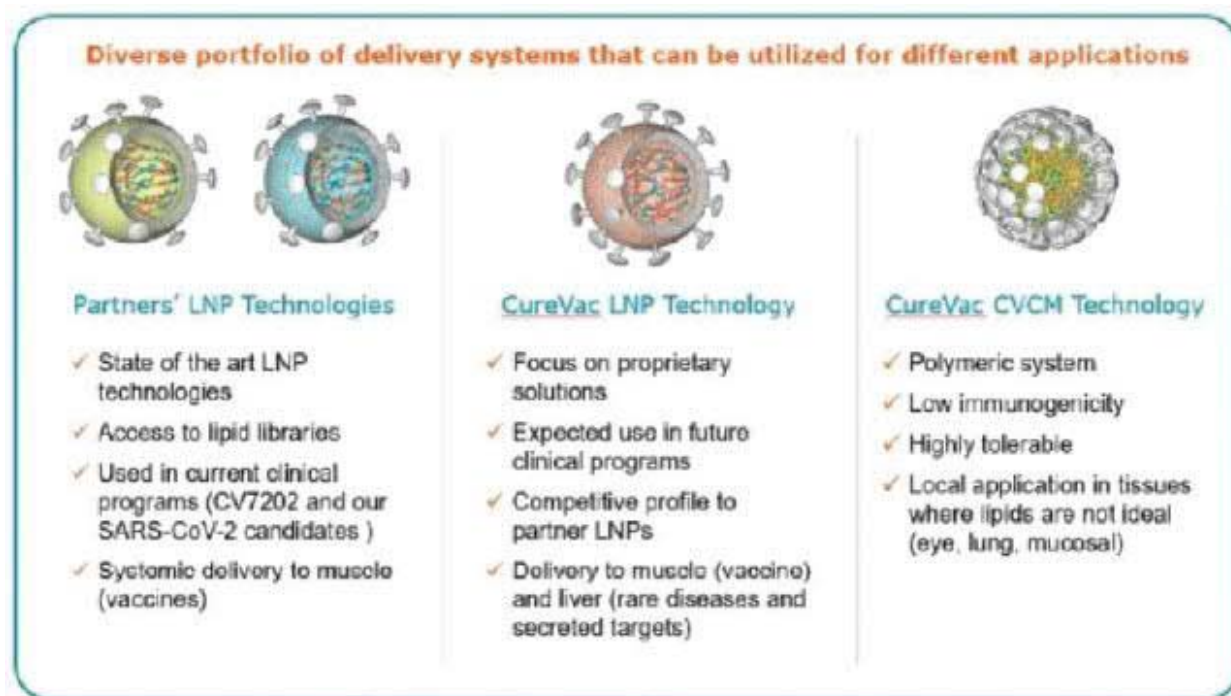 Diverse portfolio of delivery systems that can be utilized for different applications
Partners' LNP Technologies
✓ State of the art LNP
technologies
✓ Access to lipid libraries
✓ Used in current clinical
programs (CV7202 and our
SARS-CoV-2 candidates )
✓ Systemic delivery to muscle
(vaccines)
CureVac LNP Technology
✓ Focus on proprietary
solutions
✓ Expected use in future
clinical programs
✓ Competitive profile to
partner LNPs
✓ Delivery to muscle (vaccine)
and liver (rare diseases and
secreted targets)
CureVac CVCM Technology
✓ Polymeric system
✓ Low immunogenicity
✓ Highly tolerable
✓ Local application in tissues
where lipids are not ideal
(eye, lung, mucosal)